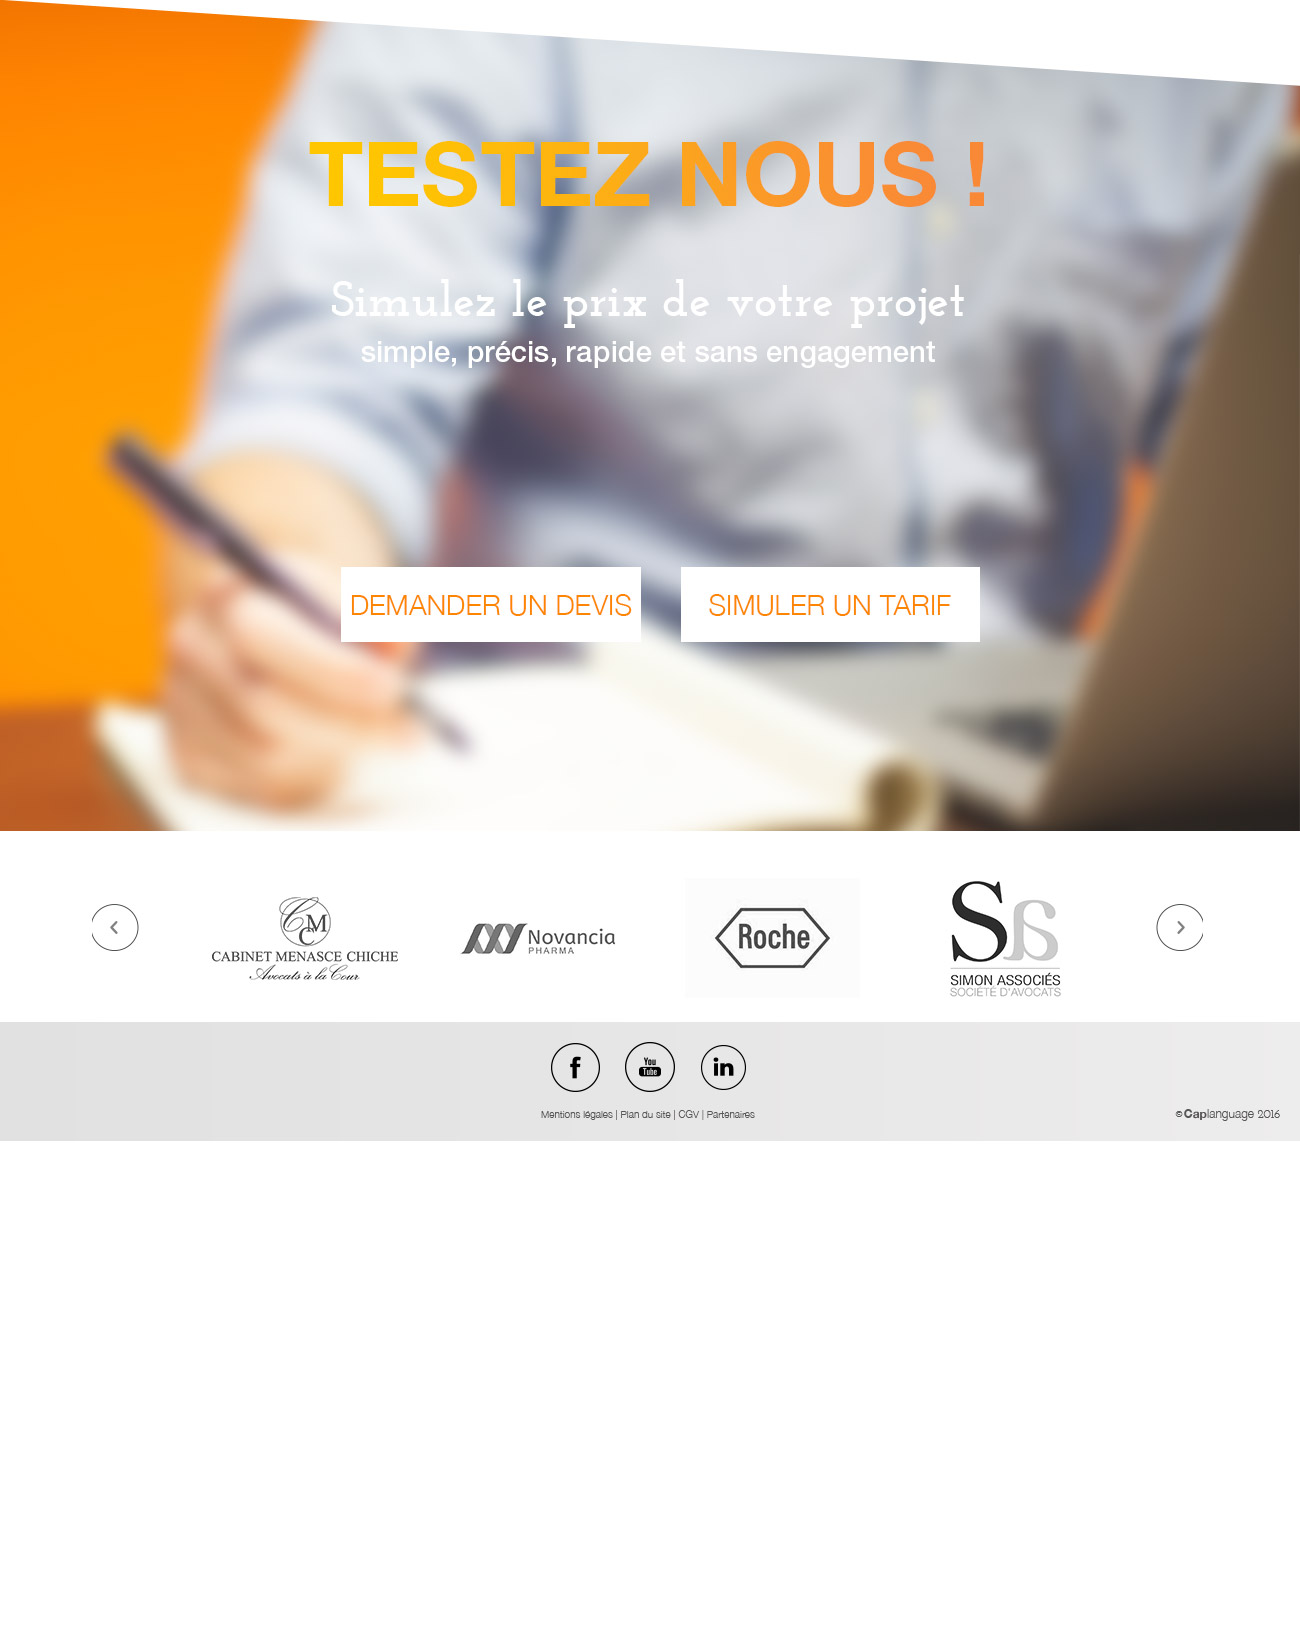 TESTEZ NOUS !
Simulez le prix de votre projet
simple, précis, rapide et sans engagement
DEMANDER UN DEVIS
SIMULER UN TARIF
CMC
CABINET MENASCE CHICHE
Avocats à la Cour
Novancia
PHARMA
Roche
Sa
SIMON ASSOCIÉS
SOCIÉTÉ D'AVOCATS
f
You
Tube
in
Mentions légales | Plan du site | CGV | Partenaires
©Caplanguage 2016